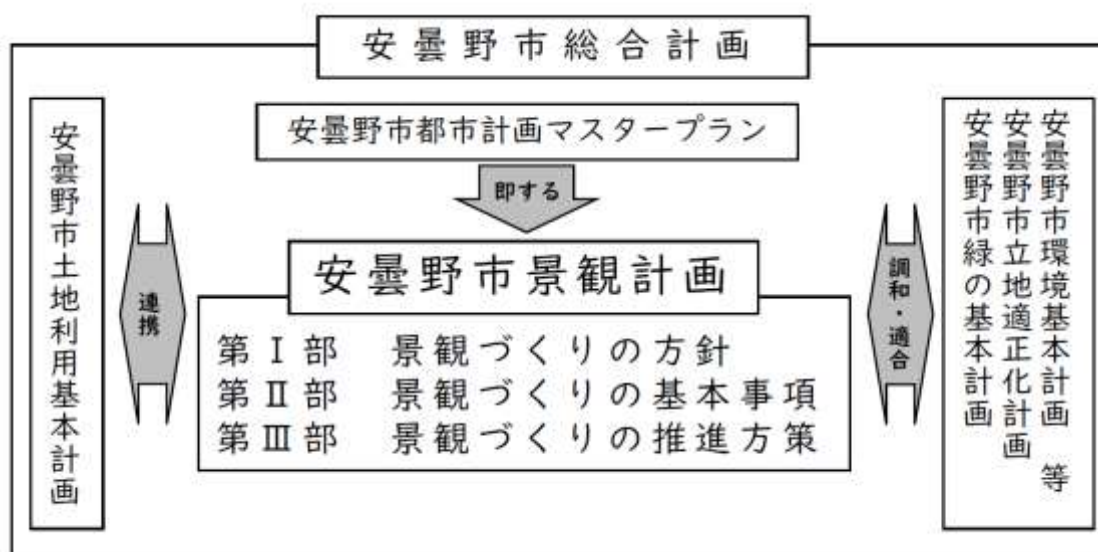 安曇野市総合計画
安曇野市都市計画マスタープラン
即する
安曇野市土地利用基本計画
連携
安曇野市景観計画
第Ⅰ部 景観づくりの方針
第Ⅱ部 景観づくりの基本事項
第Ⅲ部 景観づくりの推進方策
調和・適合
安曇野市環境基本計画 等
安曇野市立地適正化計画
安曇野市緑の基本計画